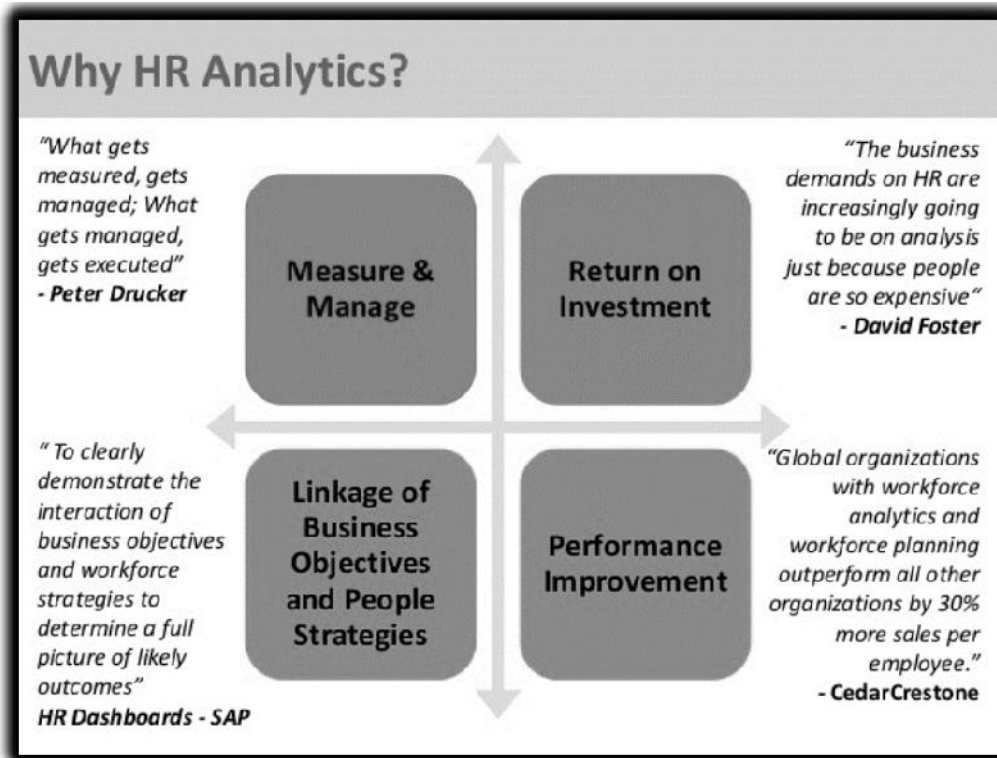 Why HR Analytics?
"What gets
measured, gets
managed; What
gets managed,
gets executed"
- Peter Drucker
Measure &
Manage
Return on
Investment
"The business
demands on HR are
increasingly going
to be on analysis
just because people
are so expensive"
- David Foster
" To clearly
demonstrate the
interaction of
business objectives
and workforce
strategies to
determine a full
picture of likely
outcomes"
HR Dashboards - SAP
Linkage of
Business
Objectives
and People
Strategies
Performance
Improvement
"Global organizations
with workforce
analytics and
workforce planning
outperform all other
organizations by 30%
more sales per
employee."
- CedarCrestone